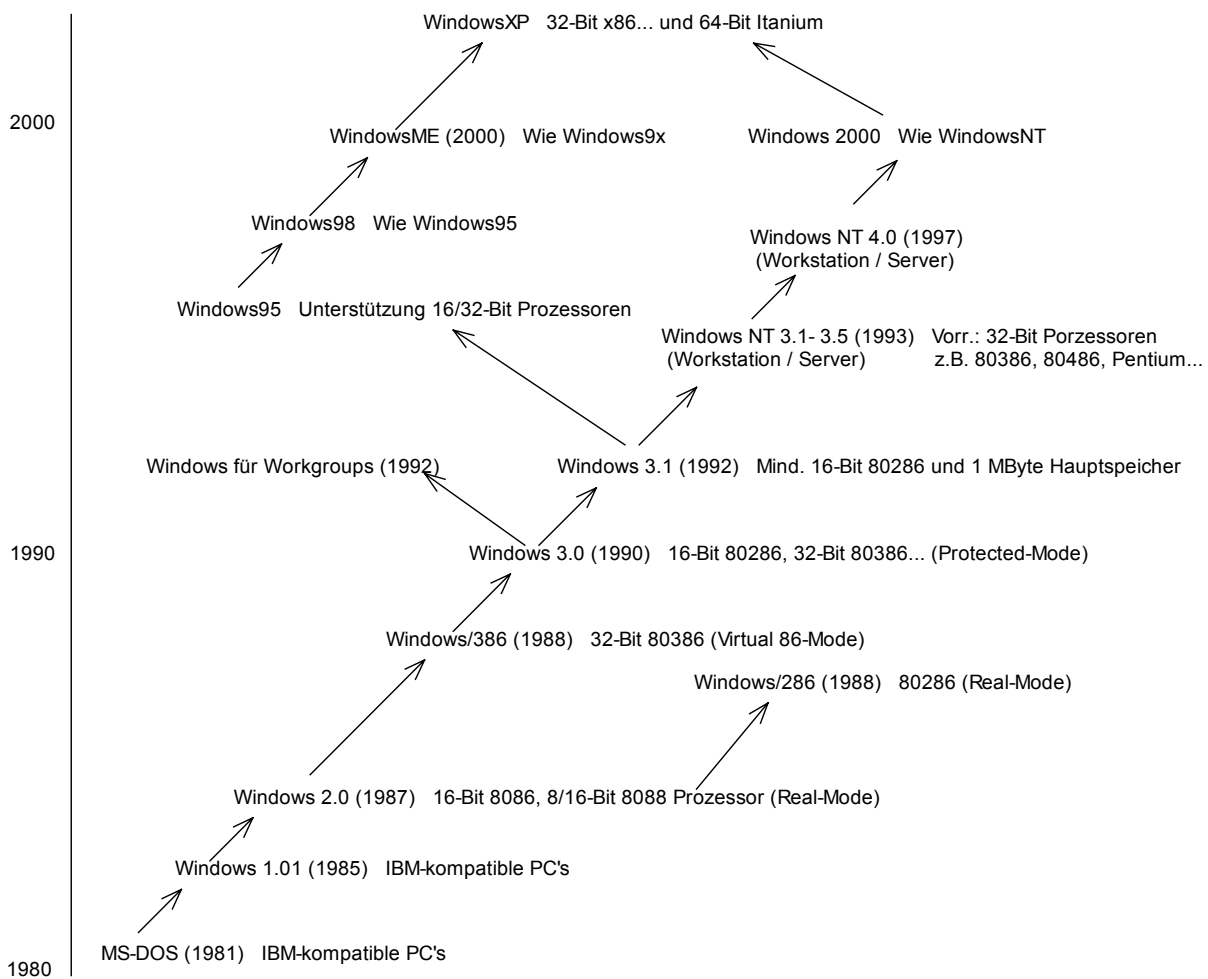 WindowsXP 32-Bit x86... und 64-Bit Itanium
2000
WindowsME (2000) Wie Windows9x
Windows 2000 Wie WindowsNT
Windows98 Wie Windows95
Windows NT 4.0 (1997)
(Workstation / Server)
Windows95 Unterstützung 16/32-Bit Prozessoren
Windows NT 3.1- 3.5 (1993) Vorr.: 32-Bit Porzessoren
(Workstation / Server) z.B. 80386, 80486, Pentium...
Windows für Workgroups (1992)
Windows 3.1 (1992) Mind. 16-Bit 80286 und 1 MByte Hauptspeicher
1990
Windows 3.0 (1990) 16-Bit 80286, 32-Bit 80386... (Protected-Mode)
Windows/386 (1988) 32-Bit 80386 (Virtual 86-Mode)
Windows/286 (1988) 80286 (Real-Mode)
Windows 2.0 (1987) 16-Bit 8086, 8/16-Bit 8088 Prozessor (Real-Mode)
Windows 1.01 (1985) IBM-kompatible PC's
MS-DOS (1981) IBM-kompatible PC's
1980